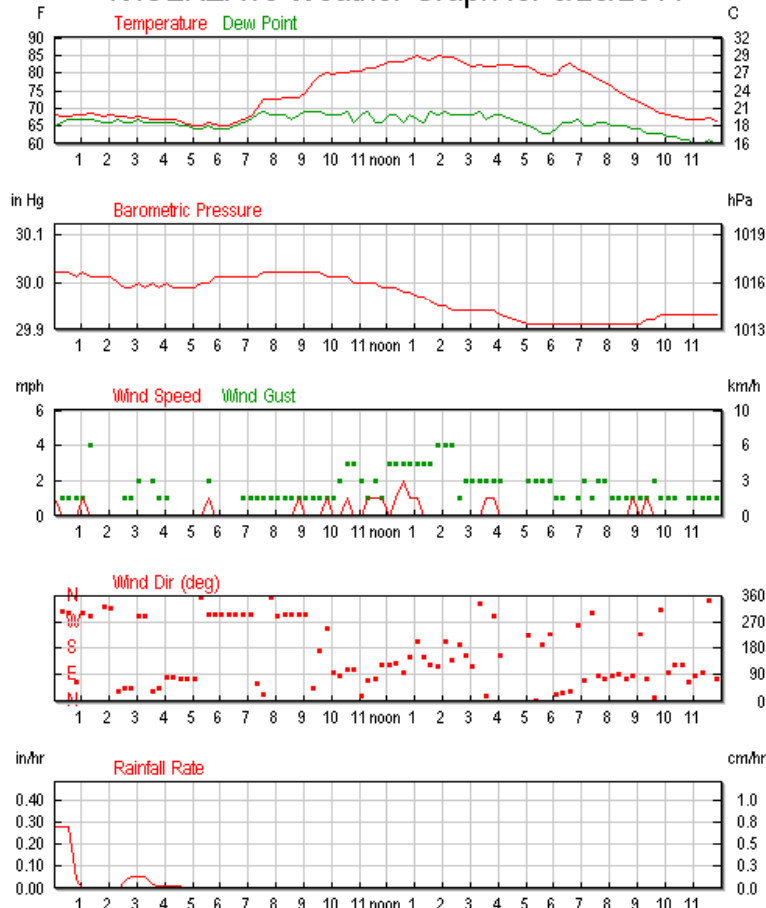 Weather Graph for
F Temperature Dew Point C
90 32
85 29
80 27
75 24
70 21
65 18
60 16
1 2 3 4 5 6 7 8 9 10 11 noon 1 2 3 4 5 6 7 8 9 10 11
in Hg Barometric Pressure hPa
30.1 1019
30.0 1016
29.9 1013
1 2 3 4 5 6 7 8 9 10 11 noon 1 2 3 4 5 6 7 8 9 10 11
mph Wind Speed Wind Gust km/h
6 10
4 6
2 3
0 0
1 2 3 4 5 6 7 8 9 10 11 noon 1 2 3 4 5 6 7 8 9 10 11
Wind Dir (deg)
N 360
W 270
S 180
E 90
N 0
1 2 3 4 5 6 7 8 9 10 11 noon 1 2 3 4 5 6 7 8 9 10 11
in/hr Rainfall Rate cm/hr
0.40 1.0
0.30 0.8
0.20 0.5
0.10 0.3
0.00 0.0
1 2 3 4 5 6 7 8 9 10 11 noon 1 2 3 4 5 6 7 8 9 10 11